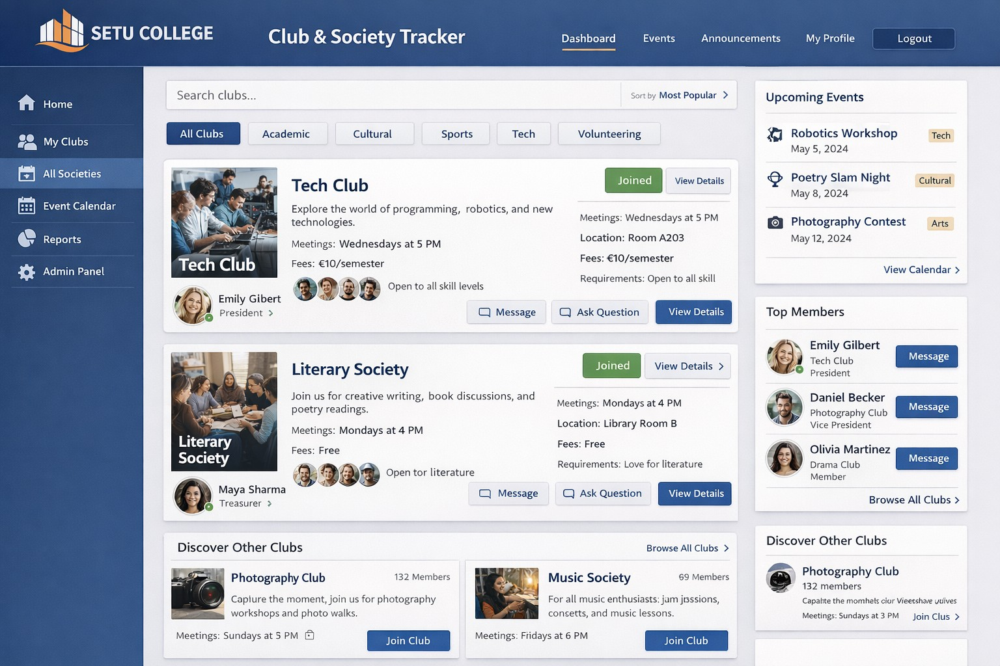 SETU COLLEGE
Club & Society Tracker
Dashboard
Events
Announcements
My Profile
Logout
Home
My Clubs
All Societies
Event Calendar
Reports
Admin Panel
Search clubs...
Sort by Most Popular >
All Clubs
Academic
Cultural
Sports
Tech
Volunteering
Tech Club
Tech Club
Explore the world of programming, robotics, and new
technologies.
Meetings: Wednesdays at 5 PM
Fees: €10/semester
Open to all skill levels
Emily Gibert
President >
Joined
View Details
Meetings: Wednesdays at 5 PM
Location: Room A203
Fees: €10/semester
Requirements: Open to all skill
Message
Ask Question
View Details
Literary
Society
Literary Society
Join us for creative writing, book discussions, and
poetry readings.
Meetings: Mondays at 4 PM
Fees: Free
Open tor literature
Maya Sharma
Treasurer >
Joined
View Details >
Meetings: Mondays at 4 PM
Location: Library Room B
Fees: Free
Requirements: Love for literature
Message
Ask Question
View Details
Discover Other Clubs
Browse All Clubs >
Photography Club
132 Members
Capiure the moment, join us for photography
workshops and photo walks.
Meetings: Sundays at 5 PM
Join Club
Music Society
69 Members
For all music enthusiasts: jam jssions,
consetts, and music lessons.
Meetings: Fridays at 6 PM
Join Club
Upcoming Events
Robotics Workshop
Tech
May 5, 2024
Poetry Slam Night
Cultural
May 8, 2024
Photography Contest
Arts
May 12, 2024
View Calendar >
Top Members
Emily Gilbert
Tech Club
President
Message
Daniel Becker
Photography Club
Vice President
Message
Olivia Martinez
Drama Club
Member
Message
Browse All Clubs >
Discover Other Clubs
Photography Club
132 members
the
Meetings: Sundays at 3 PM
Join Clus >